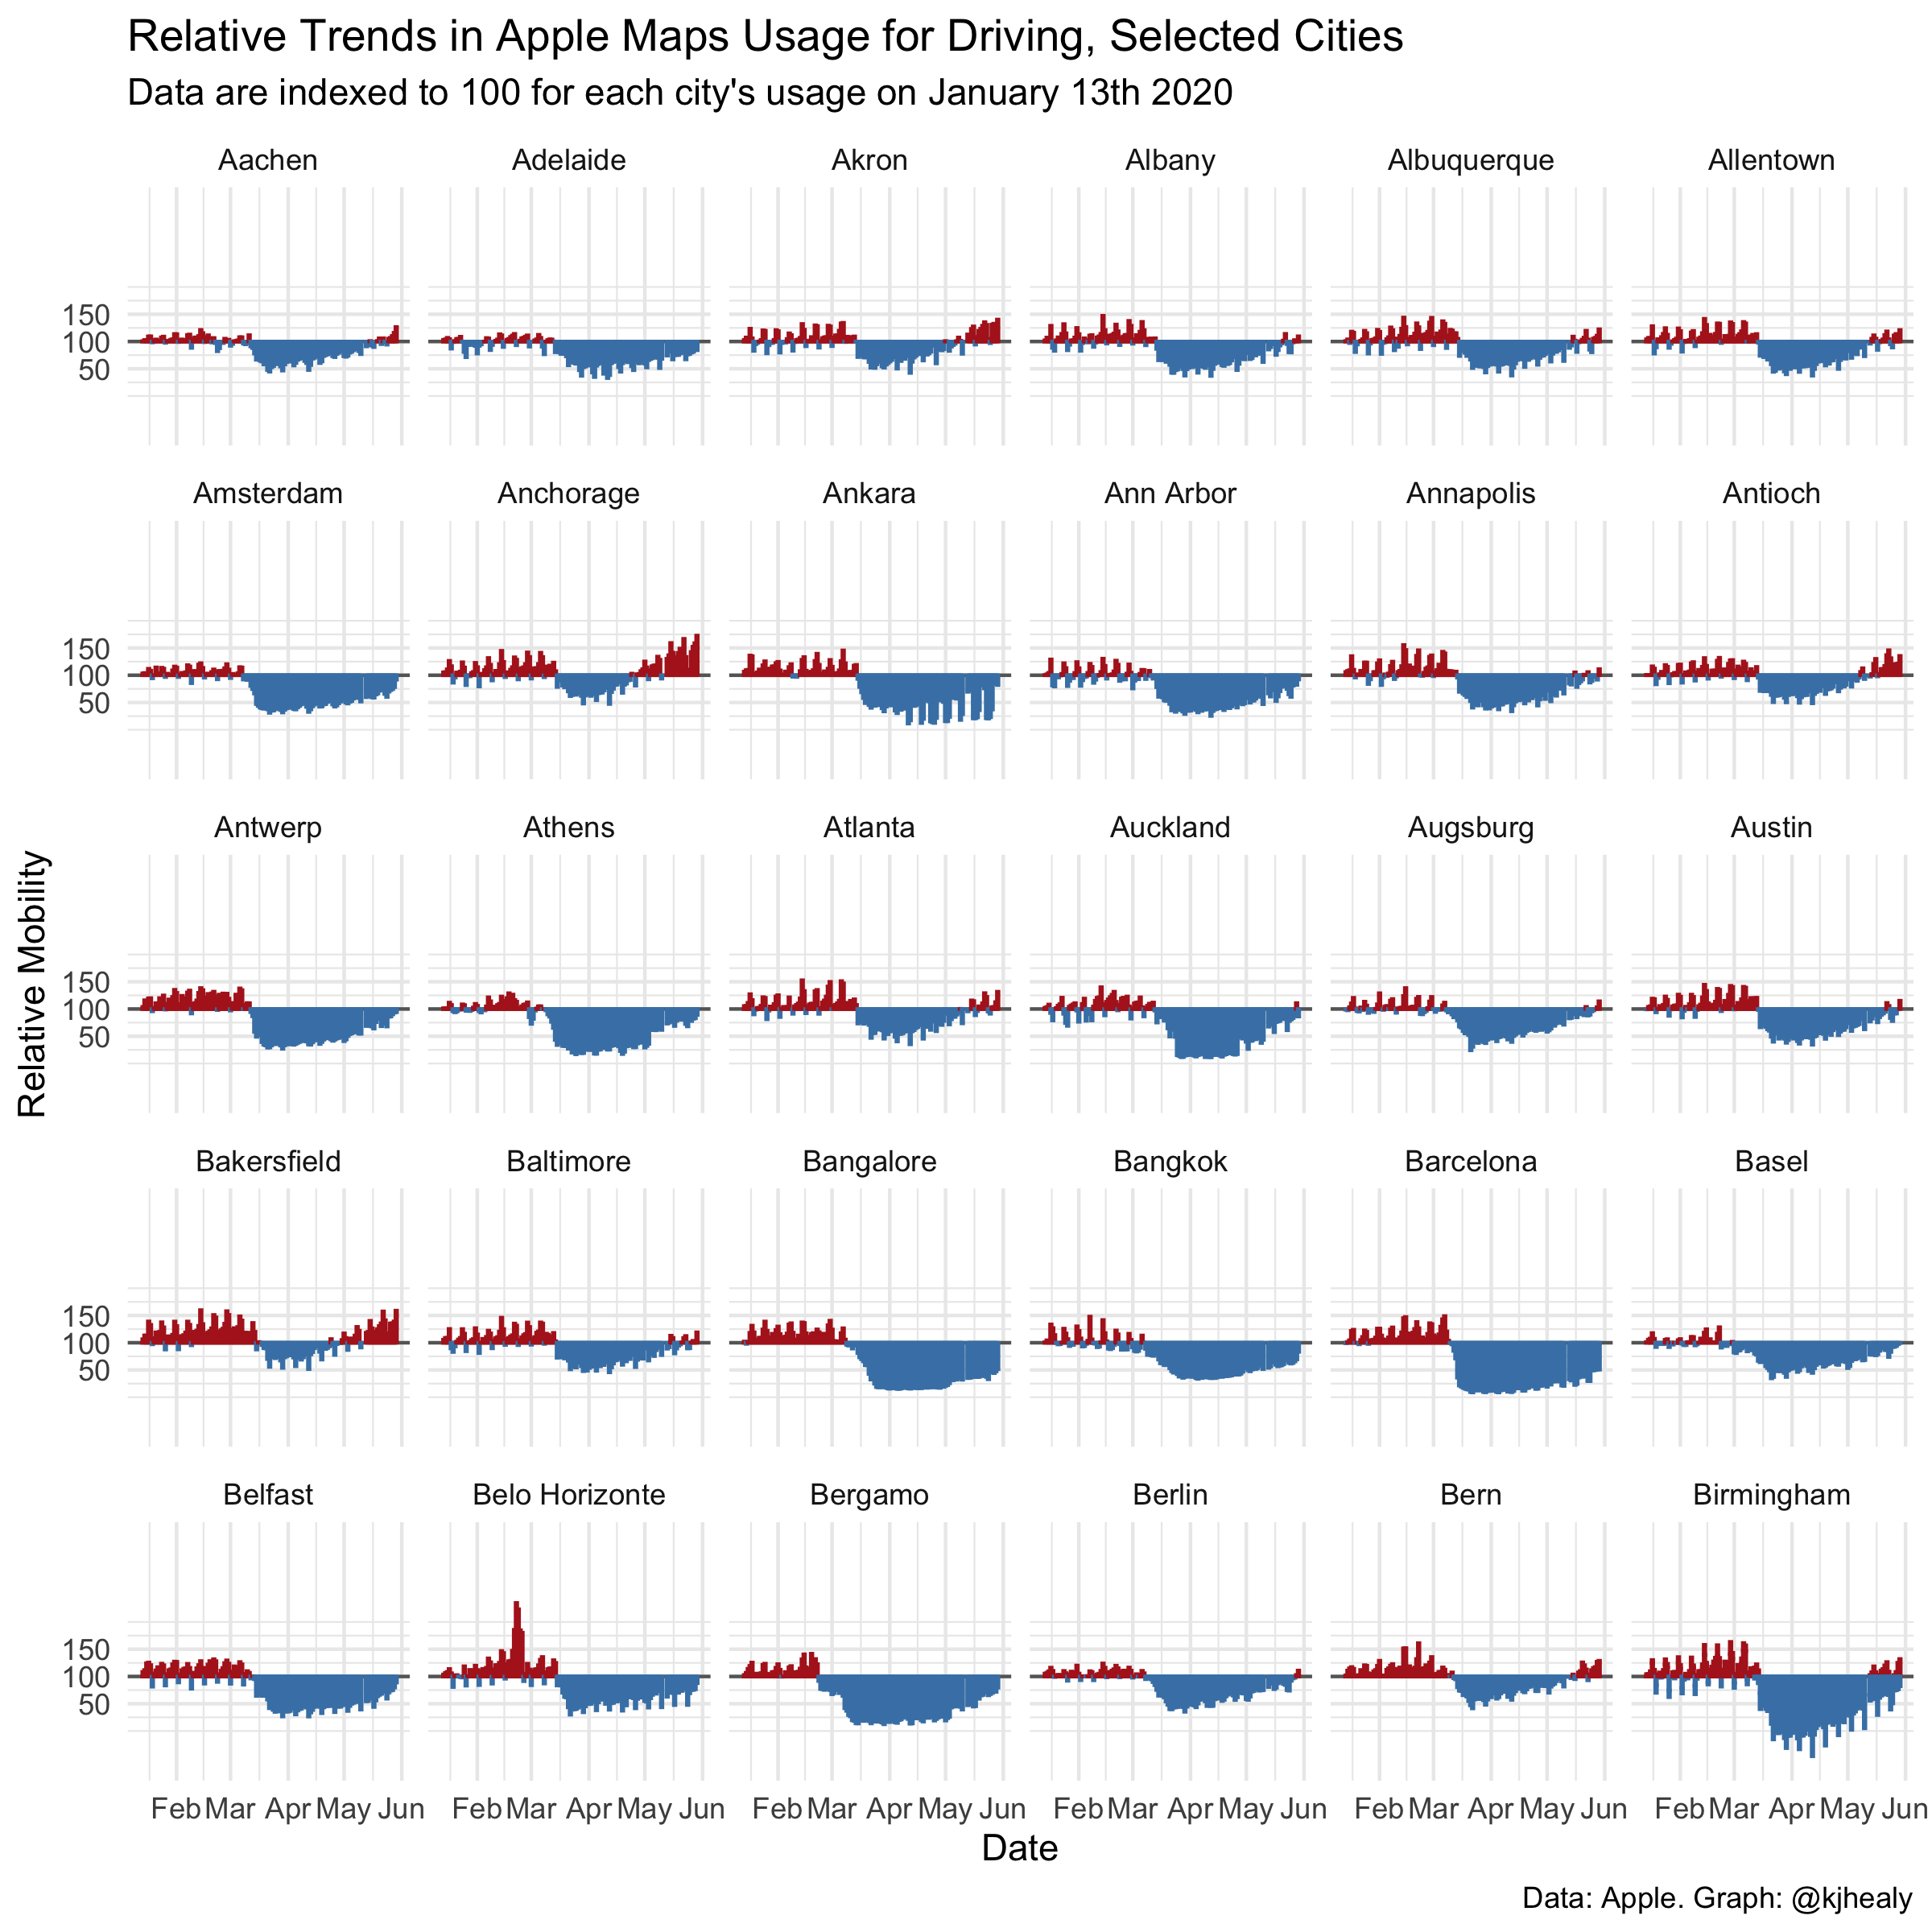 Relative Trends in Apple Maps Usage for Driving, Selected Cities
Data are indexed to 100 for each city's usage on January 13th 2020
Aachen Adelaide Akron Albany Albuquerque Allentown
150
100
50
Amsterdam Anchorage Ankara Ann Arbor Annapolis Antioch
150
100
50
Antwerp Athens Atlanta Auckland Augsburg Austin
150
100
50
Relative Mobility
Bakersfield Baltimore Bangalore Bangkok Barcelona Basel
150
100
50
Belfast Belo Horizonte Bergamo Berlin Bern Birmingham
150
100
50
Feb Mar Apr May Jun Feb Mar Apr May Jun Feb Mar Apr May Jun Feb Mar Apr May Jun Feb Mar Apr May Jun Feb Mar Apr May Jun
Date
Data: Apple. Graph: @kjhealy